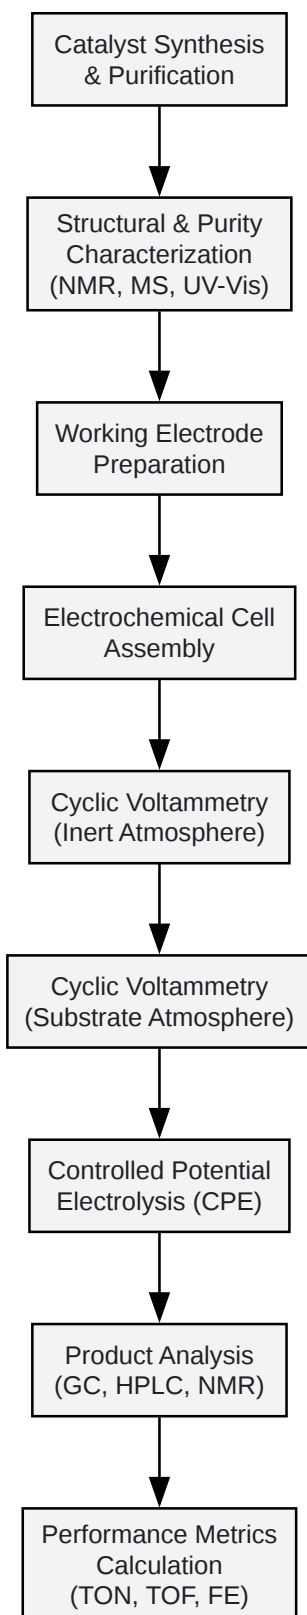 Catalyst Synthesis
& Purification
Structural & Purity
Characterization
(NMR, MS, UV-Vis)
Working Electrode
Preparation
Electrochemical Cell
Assembly
Cyclic Voltammetry
(Inert Atmosphere)
Cyclic Voltammetry
(Substrate Atmosphere)
Controlled Potential
Electrolysis (CPE)
Product Analysis
(GC, HPLC, NMR)
Performance Metrics
Calculation
(TON, TOF, FE)